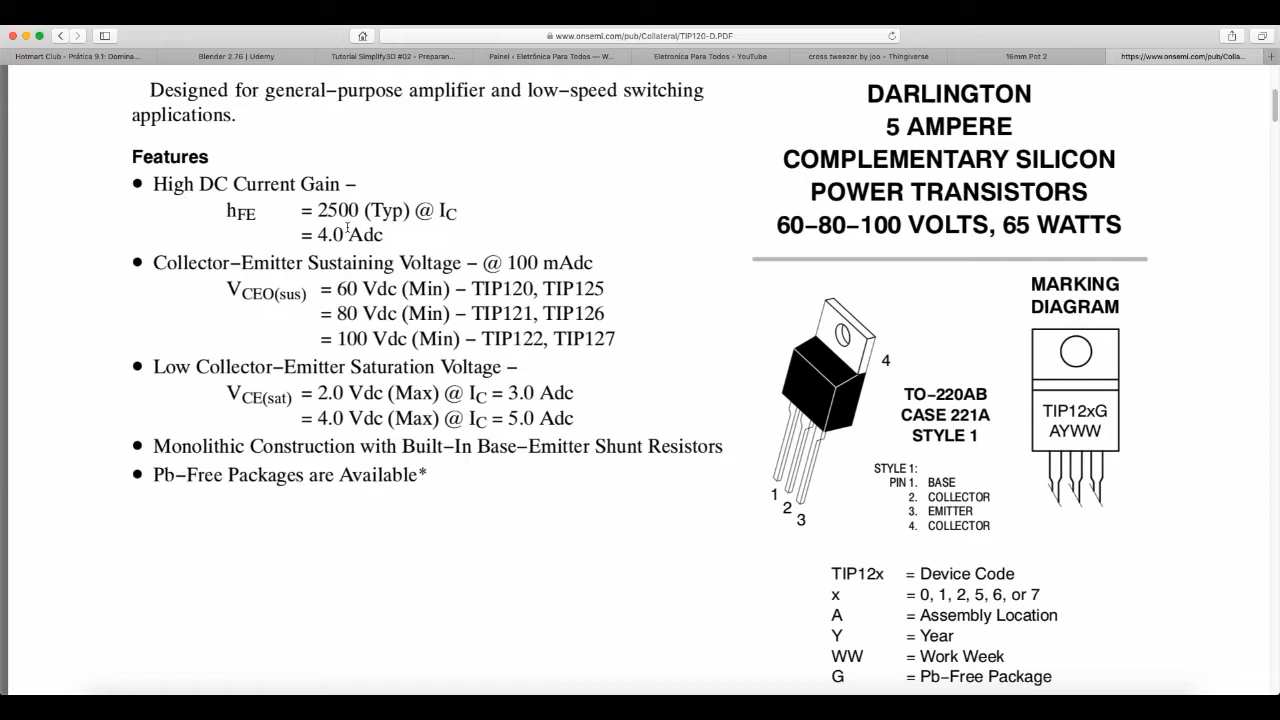 www.onsemi.com/pub/Collateral/TIP120-D.PDF
Hotmart Club - Prática 9.1: Domina...
Blender 2.76 | Udemy
Tutorial Simplify3D #02 - Preparan...
Painel ‹ Eletrônica Para Todos — W...
Eletronica Para Todos - YouTube
cross tweezer by joo - Thingiverse
16mm Pot 2
https://www.onsemi.com/pub/Colla...
Designed for general−purpose amplifier and low−speed switching
applications.
Features
• High DC Current Gain −
hFE = 2500 (Typ) @ IC
= 4.0 Adc
• Collector−Emitter Sustaining Voltage − @ 100 mAdc
VCEO(sus) = 60 Vdc (Min) − TIP120, TIP125
= 80 Vdc (Min) − TIP121, TIP126
= 100 Vdc (Min) − TIP122, TIP127
• Low Collector−Emitter Saturation Voltage −
VCE(sat) = 2.0 Vdc (Max) @ IC = 3.0 Adc
= 4.0 Vdc (Max) @ IC = 5.0 Adc
• Monolithic Construction with Built−In Base−Emitter Shunt Resistors
• Pb−Free Packages are Available*
DARLINGTON
5 AMPERE
COMPLEMENTARY SILICON
POWER TRANSISTORS
60−80−100 VOLTS, 65 WATTS
MARKING
DIAGRAM
4
TO−220AB
CASE 221A
STYLE 1
TIP12xG
AYWW
1
2
3
STYLE 1:
PIN 1. BASE
2. COLLECTOR
3. EMITTER
4. COLLECTOR
TIP12x = Device Code
x = 0, 1, 2, 5, 6, or 7
A = Assembly Location
Y = Year
WW = Work Week
G = Pb−Free Package